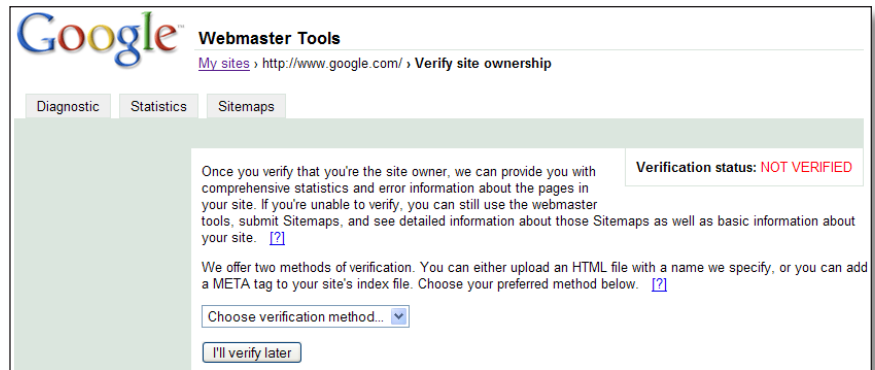 Google™ Webmaster Tools
My sites › http://www.google.com/ › Verify site ownership
Diagnostic Statistics Sitemaps
Verification status: NOT VERIFIED
Once you verify that you're the site owner, we can provide you with
comprehensive statistics and error information about the pages in
your site. If you're unable to verify, you can still use the webmaster
tools, submit Sitemaps, and see detailed information about those Sitemaps as well as basic information about
your site. [?]
We offer two methods of verification. You can either upload an HTML file with a name we specify, or you can add
a META tag to your site's index file. Choose your preferred method below. [?]
Choose verification method...
I'll verify later